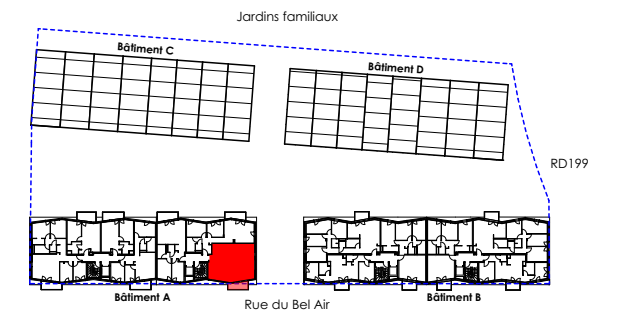 Jardins familiaux
Bâtiment C
Bâtiment D
RD199
Bâtiment A
Rue du Bel Air
Bâtiment B